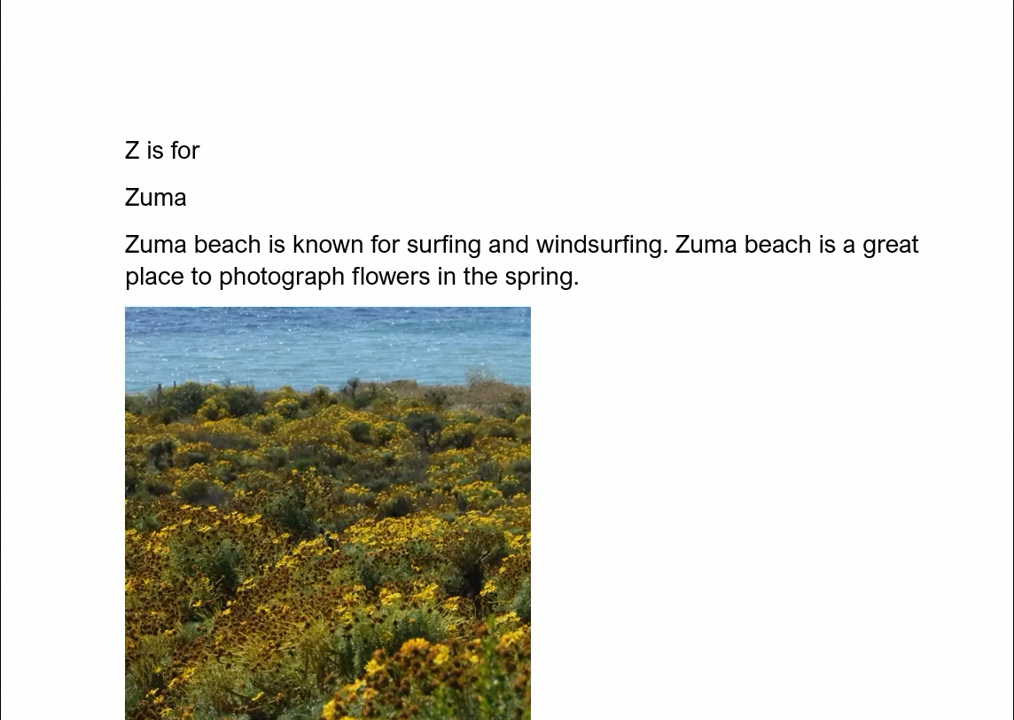 Z is for
Zuma
Zuma beach is known for surfing and windsurfing. Zuma beach is a great
place to photograph flowers in the spring.